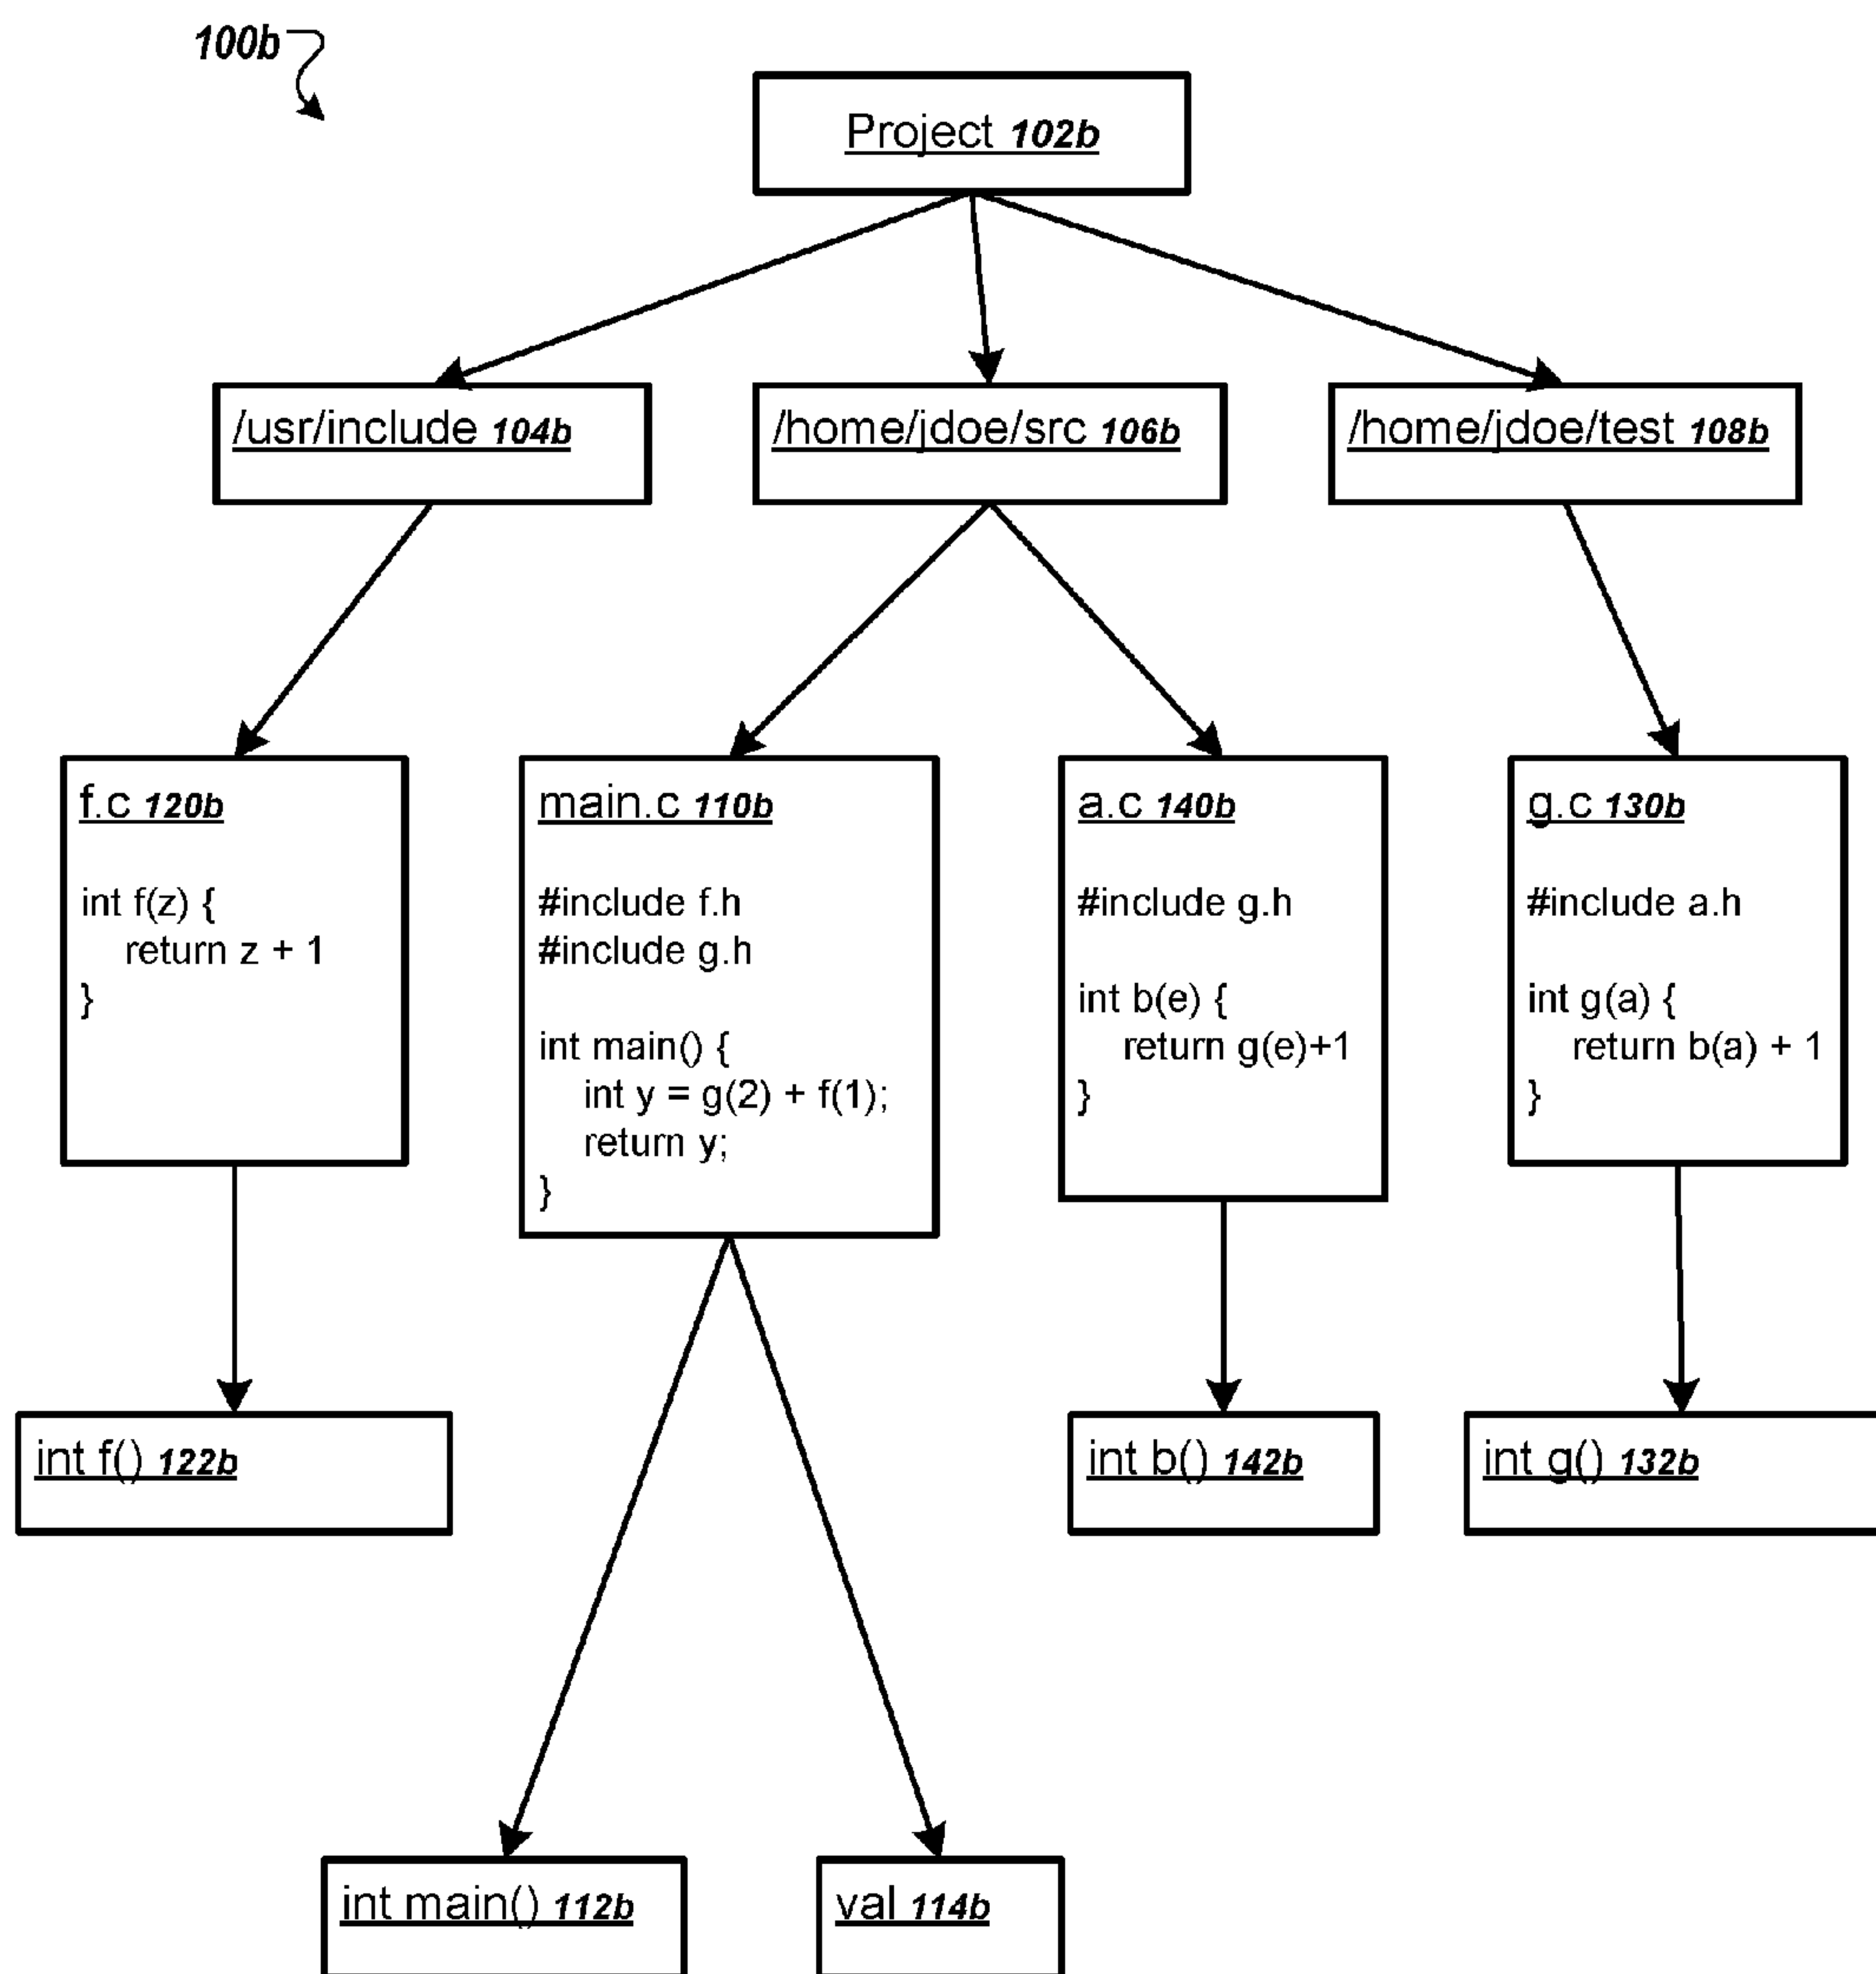 100b
Project 102b
/usr/include 104b
/home/jdoe/src 106b
/home/jdoe/test 108b
f.c 120b
int f(z) {
return z + 1
}
main.c 110b
#include f.h
#include g.h
int main() {
int y = g(2) + f(1);
return y;
}
a.c 140b
#include g.h
int b(e) {
return g(e)+1
}
g.c 130b
#include a.h
int g(a) {
return b(a) + 1
}
int f() 122b
int b() 142b
int g() 132b
int main() 112b
val 114b